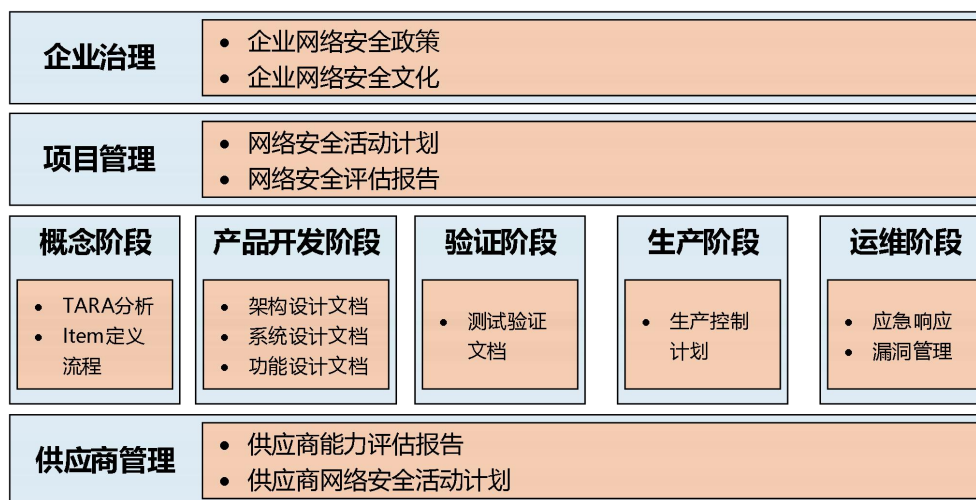 企业治理
• 企业网络安全政策
• 企业网络安全文化
项目管理
• 网络安全活动计划
• 网络安全评估报告
概念阶段
• TARA分析
• Item定义
流程
产品开发阶段
• 架构设计文档
• 系统设计文档
• 功能设计文档
验证阶段
• 测试验证
文档
生产阶段
• 生产控制
计划
运维阶段
• 应急响应
• 漏洞管理
供应商管理
• 供应商能力评估报告
• 供应商网络安全活动计划